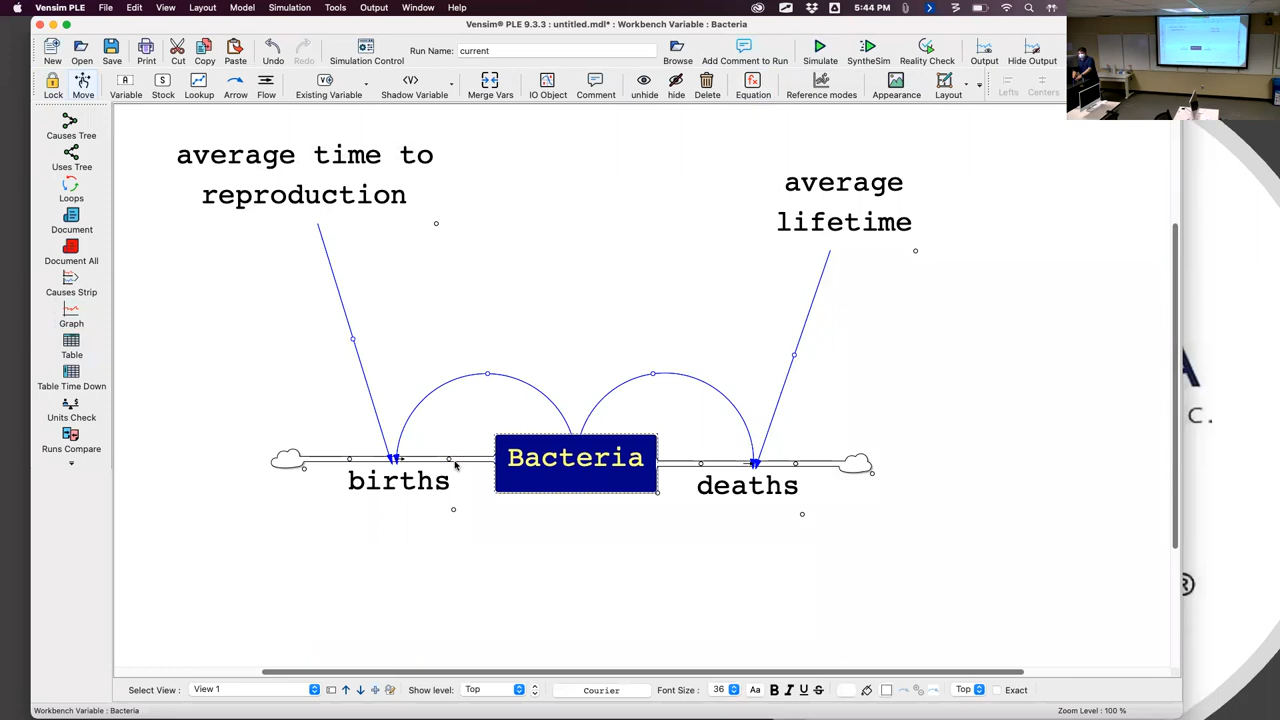 Vensim PLE File Edit View Layout Model Simulation Tools Output Window Help 5:44 PM
Vensim® PLE 9.3.3 : untitled.mdl* : Workbench Variable : Bacteria
New Open Save Print Cut Copy Paste Undo Redo Simulation Control Run Name: current Browse Add Comment to Run Simulate SyntheSim Reality Check Output Hide Output
Lock Move Variable Stock Lookup Arrow Flow Existing Variable Shadow Variable Merge Vars IO Object Comment unhide hide Delete Equation Reference modes Appearance Layout Lefts Centers
Causes Tree
Uses Tree
Loops
Document
Document All
Causes Strip
Graph
Table
Table Time Down
Units Check
Runs Compare
average time to
reproduction
average
lifetime
births
Bacteria
deaths
A
C.
®
Select View : View 1 Show level: Top Courier Font Size : 36 Aa B I U S Top Exact
Workbench Variable : Bacteria Zoom Level : 100 %